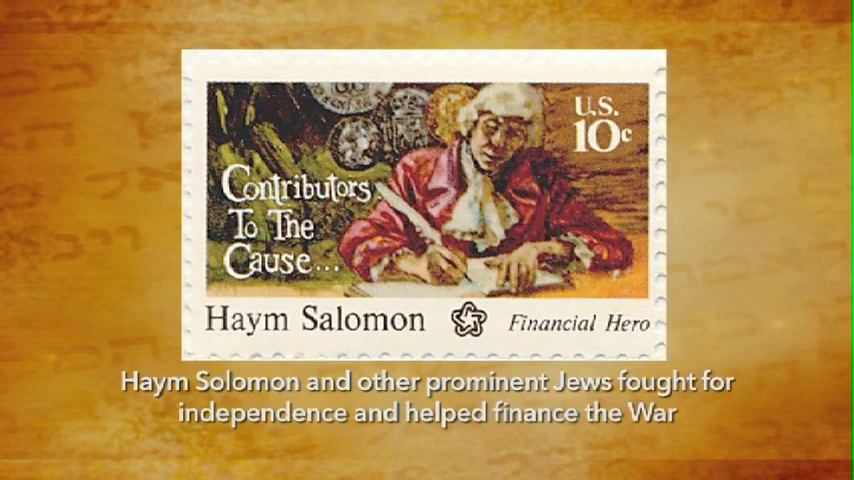 U.S.
10c
Contributors
To The
Cause...
Haym Salomon Financial Hero
Haym Solomon and other prominent Jews fought for
independence and helped finance the War